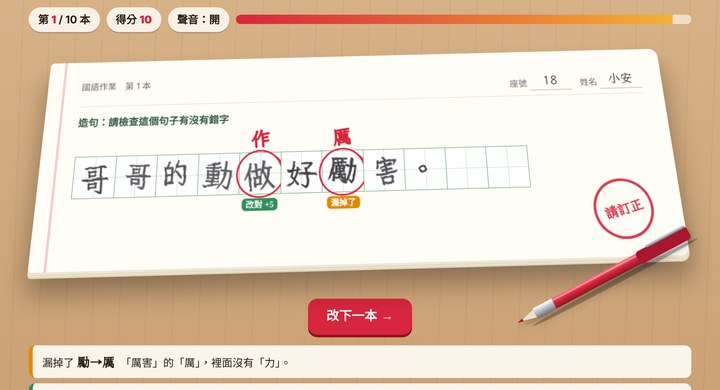 第 1 / 10 本
得分 10
聲音：開
國語作業 第 1 本
座號 18 姓名 小安
造句：請檢查這個句子有沒有錯字
作 厲
哥哥的動做好勵害。
改對 +5 漏掉了
請訂正
改下一本 →
漏掉了 勵→厲 「厲害」的「厲」，裡面沒有「力」。